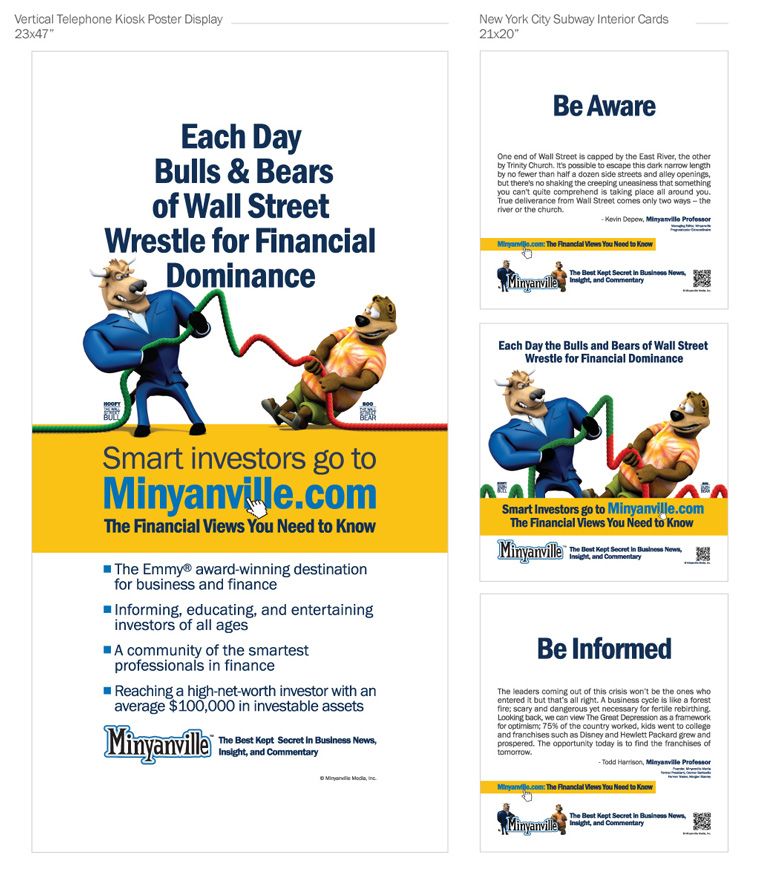 Vertical Telephone Kiosk Poster Display
23x47”
Each Day
Bulls & Bears
of Wall Street
Wrestle for Financial
Dominance
HOOFY
THE WALL
STREET
BULL
BOO
THE WALL
STREET
BEAR
Smart investors go to
Minyanville.com
The Financial Views You Need to Know
The Emmy® award-winning destination
for business and finance
Informing, educating, and entertaining
investors of all ages
A community of the smartest
professionals in finance
Reaching a high-net-worth investor with an
average $100,000 in investable assets
Minyanville™ The Best Kept Secret in Business News,
Insight, and Commentary
© Minyanville Media, Inc.
New York City Subway Interior Cards
21x20”
Be Aware
One end of Wall Street is capped by the East River, the other
by Trinity Church. It's possible to escape this dark narrow length
by no fewer than half a dozen side streets and alley openings,
but there's no shaking the creeping uneasiness that something
you can't quite comprehend is taking place all around you.
True deliverance from Wall Street comes only two ways – the
river or the church.
- Kevin Depew, Minyanville Professor
Managing Editor, Minyanville
Minyanville.com: The Financial Views You Need to Know
Minyanville The Best Kept Secret in Business News,
Insight, and Commentary
© Minyanville Media, Inc.
Each Day the Bulls and Bears of Wall Street
Wrestle for Financial Dominance
Smart Investors go to Minyanville.com
The Financial Views You Need to Know
Minyanville™ The Best Kept Secret in Business News,
Insight, and Commentary
© Minyanville Media, Inc.
Be Informed
The leaders coming out of this crisis won't be the ones who
entered it but that's all right. A business cycle is like a forest
fire; scary and dangerous yet necessary for fertile rebirthing.
Looking back, we can view The Great Depression as a framework
for optimism; 75% of the country worked, kids went to college
and franchises such as Disney and Hewlett Packard grew and
prospered. The opportunity today is to find the franchises of
tomorrow.
- Todd Harrison, Minyanville Professor
Founder, Minyanville Media
Minyanville.com: The Financial Views You Need to Know
Minyanville The Best Kept Secret in Business News,
Insight, and Commentary
© Minyanville Media, Inc.